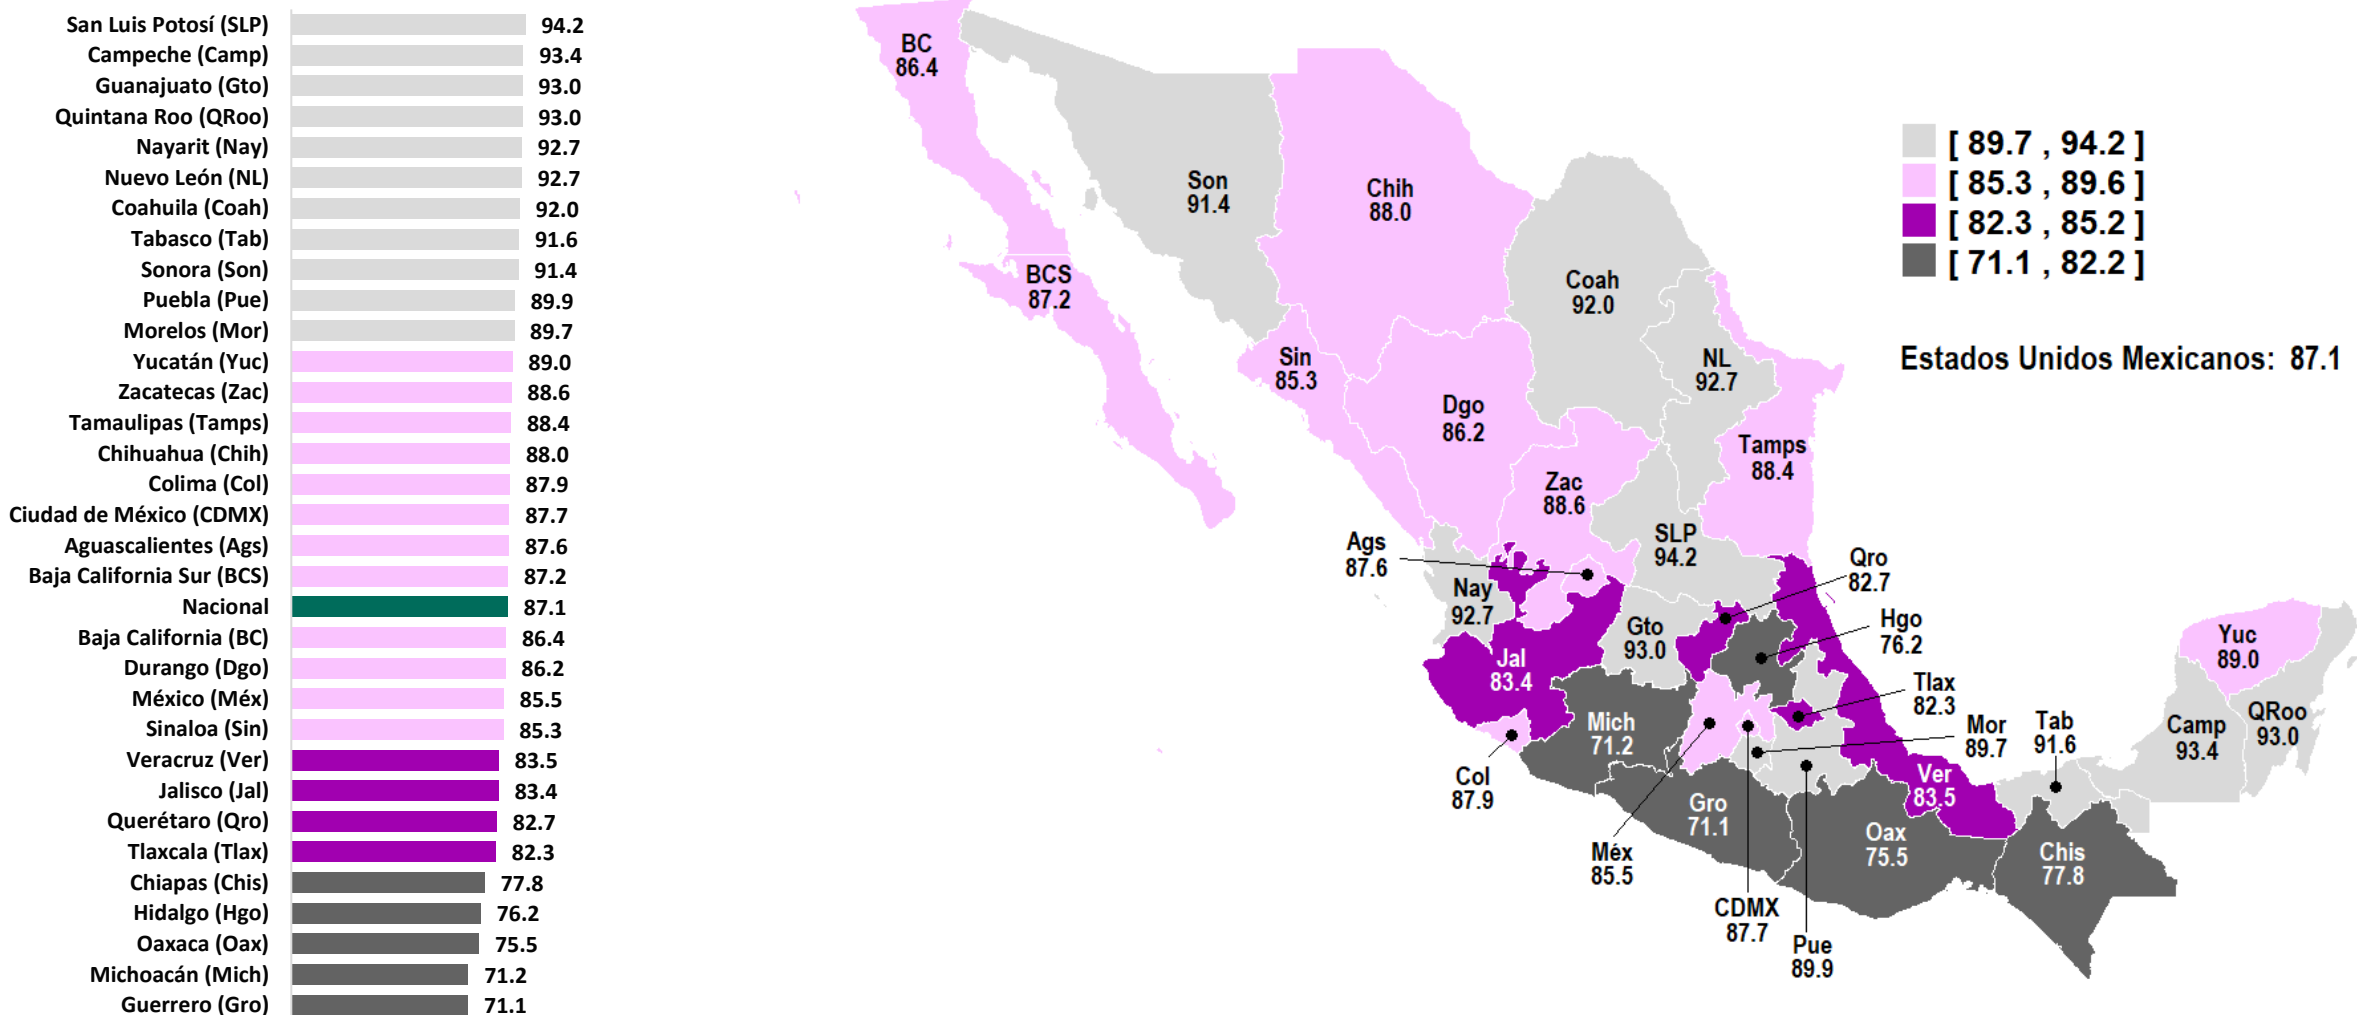 San Luis Potosí (SLP) 94.2
Campeche (Camp) 93.4
Guanajuato (Gto) 93.0
Quintana Roo (QRoo) 93.0
Nayarit (Nay) 92.7
Nuevo León (NL) 92.7
Coahuila (Coah) 92.0
Tabasco (Tab) 91.6
Sonora (Son) 91.4
Puebla (Pue) 89.9
Morelos (Mor) 89.7
Yucatán (Yuc) 89.0
Zacatecas (Zac) 88.6
Tamaulipas (Tamps) 88.4
Chihuahua (Chih) 88.0
Colima (Col) 87.9
Ciudad de México (CDMX) 87.7
Aguascalientes (Ags) 87.6
Baja California Sur (BCS) 87.2
Nacional 87.1
Baja California (BC) 86.4
Durango (Dgo) 86.2
México (Méx) 85.5
Sinaloa (Sin) 85.3
Veracruz (Ver) 83.5
Jalisco (Jal) 83.4
Querétaro (Qro) 82.7
Tlaxcala (Tlax) 82.3
Chiapas (Chis) 77.8
Hidalgo (Hgo) 76.2
Oaxaca (Oax) 75.5
Michoacán (Mich) 71.2
Guerrero (Gro) 71.1
BC
86.4
Son
91.4
Chih
88.0
BCS
87.2
Coah
92.0
Sin
85.3
NL
92.7
Dgo
86.2
Tamps
88.4
Zac
88.6
SLP
94.2
Ags
87.6
Nay
92.7
Qro
82.7
Hgo
76.2
Gto
93.0
Jal
83.4
Tlax
82.3
Mich
71.2
Mor
89.7
Tab
91.6
Yuc
89.0
Camp
93.4
QRoo
93.0
Col
87.9
Ver
83.5
Gro
71.1
Oax
75.5
Chis
77.8
Méx
85.5
CDMX
87.7
Pue
89.9
[ 89.7 , 94.2 ]
[ 85.3 , 89.6 ]
[ 82.3 , 85.2 ]
[ 71.1 , 82.2 ]
Estados Unidos Mexicanos: 87.1